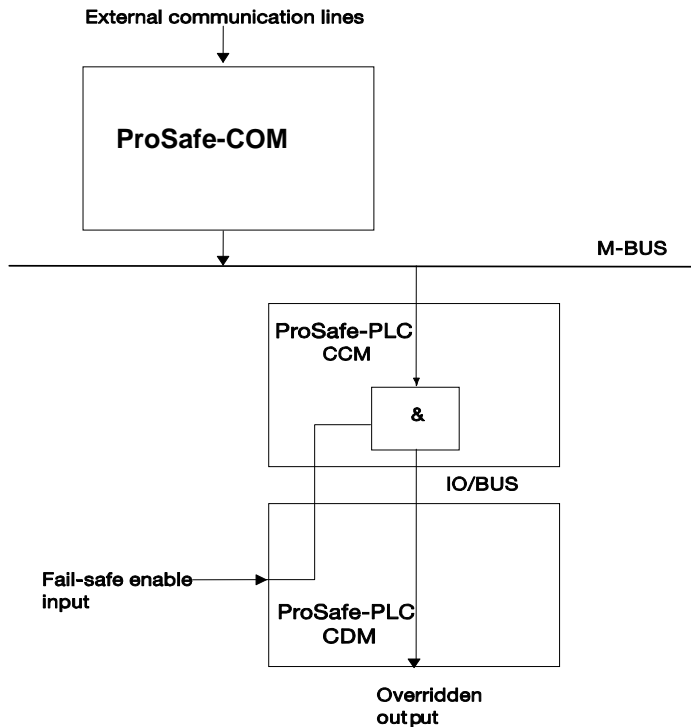 External communication lines
ProSafe-COM
M-BUS
ProSafe-PLC
CCM
&
IO/BUS
Fail-safe enable
input
ProSafe-PLC
CDM
Overridden
output